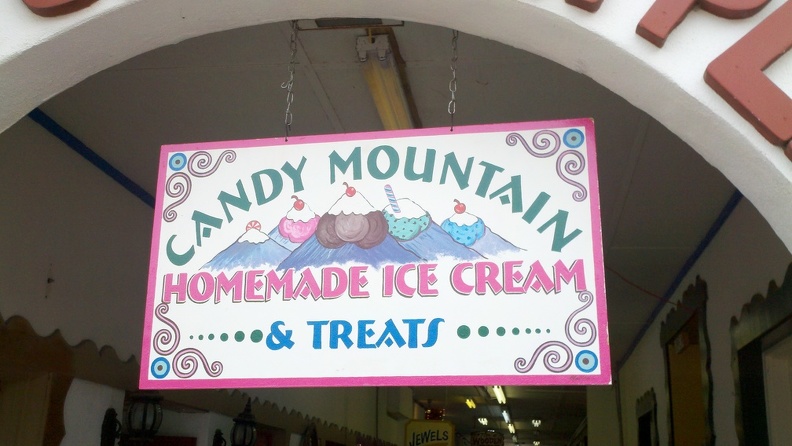 CANDY MOUNTAIN
HOMEMADE ICE CREAM
& TREATS
JEWELS